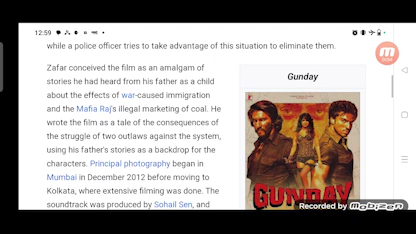 12:59
while a police officer tries to take advantage of this situation to eliminate them.
Zafar conceived the film as an amalgam of
stories he had heard from his father as a child
about the effects of war-caused immigration
and the Mafia Raj's illegal marketing of coal. He
wrote the film as a tale of the consequences of
the struggle of two outlaws against the system,
using his father's stories as a backdrop for the
characters. Principal photography began in
Mumbai in December 2012 before moving to
Kolkata, where extensive filming was done. The
soundtrack was produced by Sohail Sen, and
Gunday
GUNDAY
Recorded by Mobizen